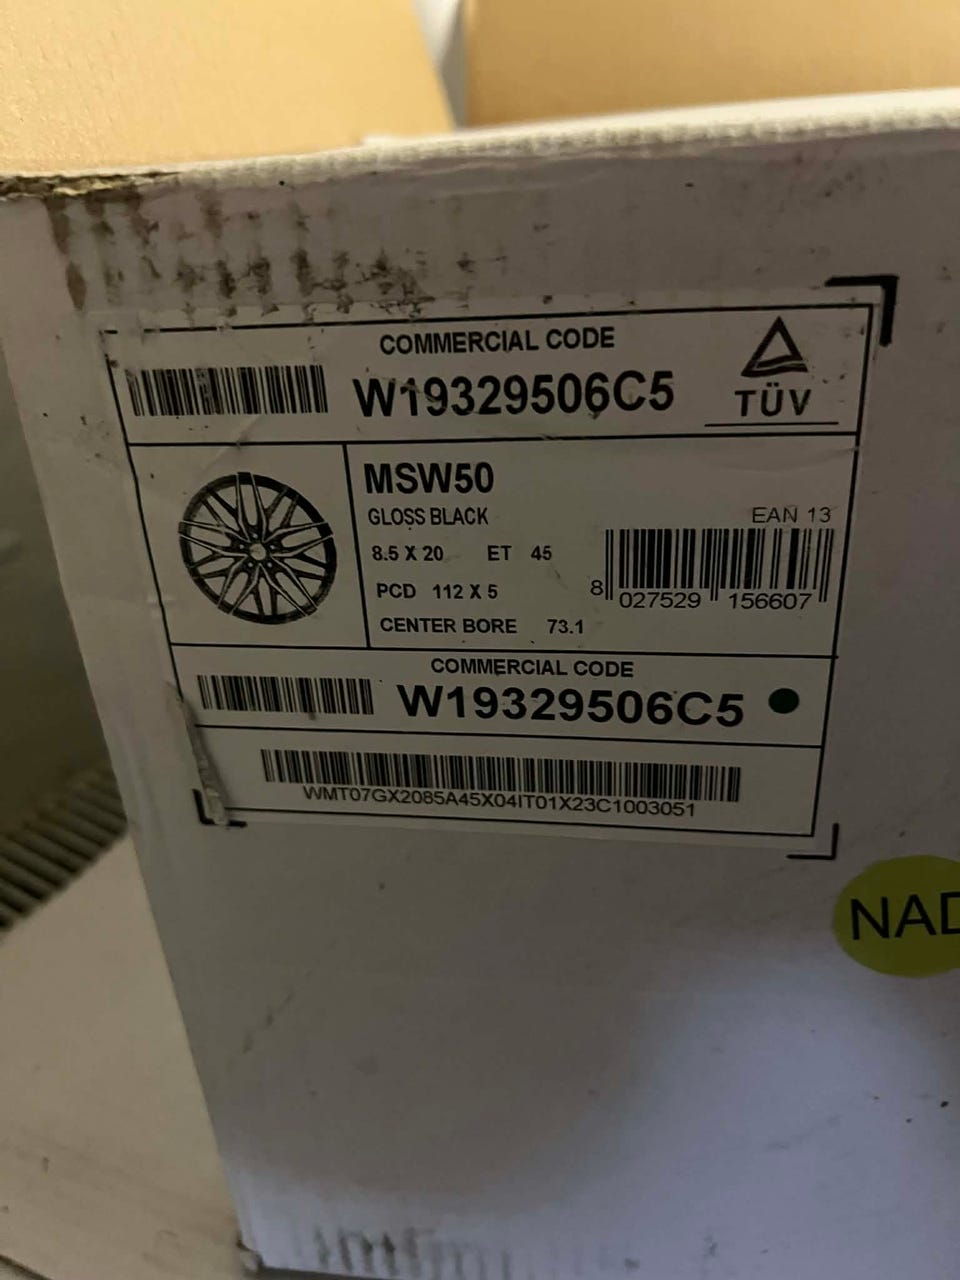 COMMERCIAL CODE
W19329506C5
TÜV
MSW50
GLOSS BLACK
EAN 13
8.5 X 20 ET 45
PCD 112 X 5
8 027529 156607
CENTER BORE 73.1
COMMERCIAL CODE
W19329506C5
WMT07GX2085A45X04IT01X23C1003051
NAD